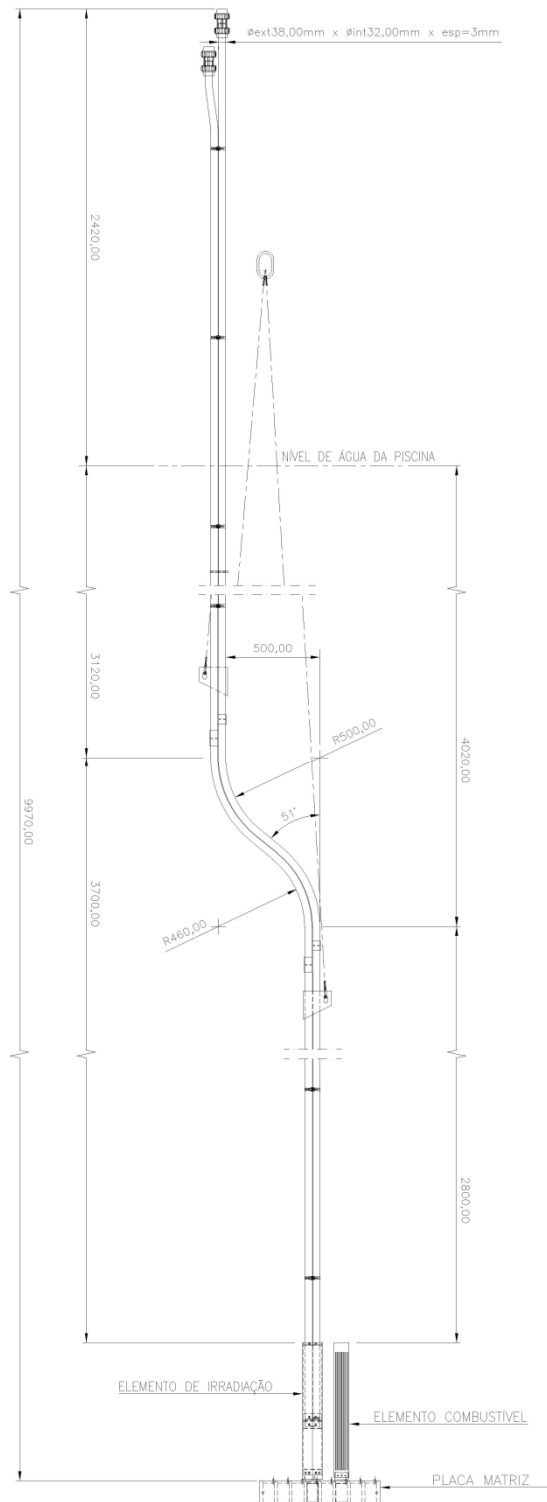 Øext38,00mm x Øint32,00mm x esp=3mm
2420,00
NÍVEL DE ÁGUA DA PISCINA
500,00
3120,00
R500,00
4020,00
51°
9970,00
3700,00
R460,00
2800,00
ELEMENTO DE IRRADIAÇÃO
ELEMENTO COMBUSTÍVEL
PLACA MATRIZ